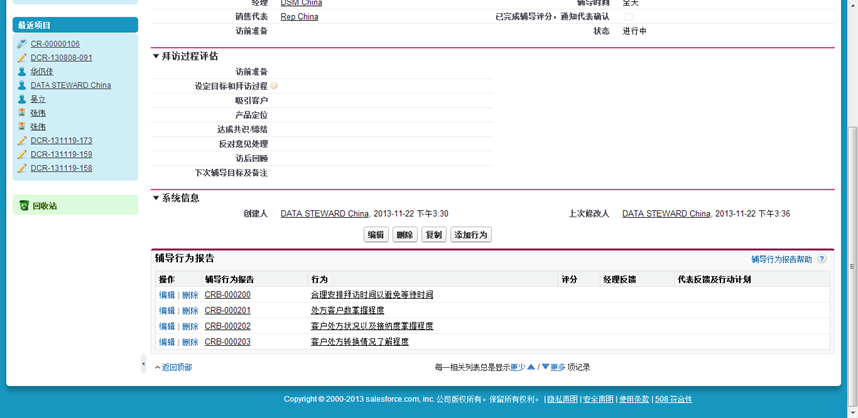 经理 DSM China 辅导时间 全天
销售代表 Rep China 已完成辅导评分。通知代表确认
访前准备 状态 进行中
最近项目
CR-00000106
DCR-130808-091
华仍佳
DATA STEWARD China
吴立
张伟
张伟
DCR-131119-173
DCR-131119-159
DCR-131119-158
回收站
拜访过程评估
访前准备
设定目标和拜访过程
吸引客户
产品定位
达成共识/缔结
反对意见处理
访后回顾
下次辅导目标及备注
系统信息
创建人 DATA STEWARD China, 2013-11-22 下午3:30 上次修改人 DATA STEWARD China, 2013-11-22 下午3:36
编辑 删除 复制 添加行为
辅导行为报告 辅导行为报告帮助 ?
操作 辅导行为报告 行为 评分 经理反馈 代表反馈及行动计划
编辑 | 删除 CRB-000200 合理安排拜访时间以避免等待时间
编辑 | 删除 CRB-000201 处方客户数掌握程度
编辑 | 删除 CRB-000202 客户处方状况以及接纳度掌握程度
编辑 | 删除 CRB-000203 客户处方转换情况了解程度
返回顶部 每一相关列表总是显示更少 / 更多 项记录
Copyright © 2000-2013 salesforce.com, inc. 公司版权所有。保留所有权利。 | 隐私声明 | 安全声明 | 使用条款 | 508 符合性